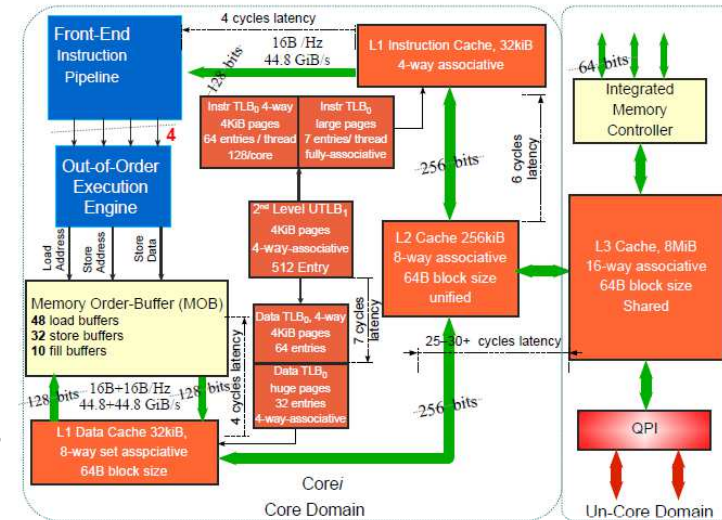 Front-End
Instruction
Pipeline
4 cycles latency
16B /Hz
44.8 GiB/s
128 bits
L1 Instruction Cache, 32kiB
4-way associative
64 bits
Integrated
Memory
Controller
4
Instr TLB0 4-way
4KiB pages
64 entries / thread
128/core
Instr TLB0
large pages
7 entries/ thread
fully-associative
256 bits
6 cycles
latency
Out-of-Order
Execution
Engine
2nd Level UTLB1
4KiB pages
4-way-associative
512 Entry
L2 Cache 256kiB
8-way associative
64B block size
unified
L3 Cache, 8MiB
16-way associative
64B block size
Shared
Load
Address
Store
Address
Store
Data
Memory Order-Buffer (MOB)
48 load buffers
32 store buffers
10 fill buffers
Data TLB0, 4-way
4KiB pages
64 entries
7 cycles
latency
25-30+ cycles latency
Data TLB0
huge pages
32 entries
4-way-associative
4 cycles latency
128 bits
16B+16B/Hz
44.8+44.8 GiB/s
128 bits
256 bits
L1 Data Cache 32kiB,
8-way set asspciative
64B block size
QPI
Corei
Core Domain
Un-Core Domain